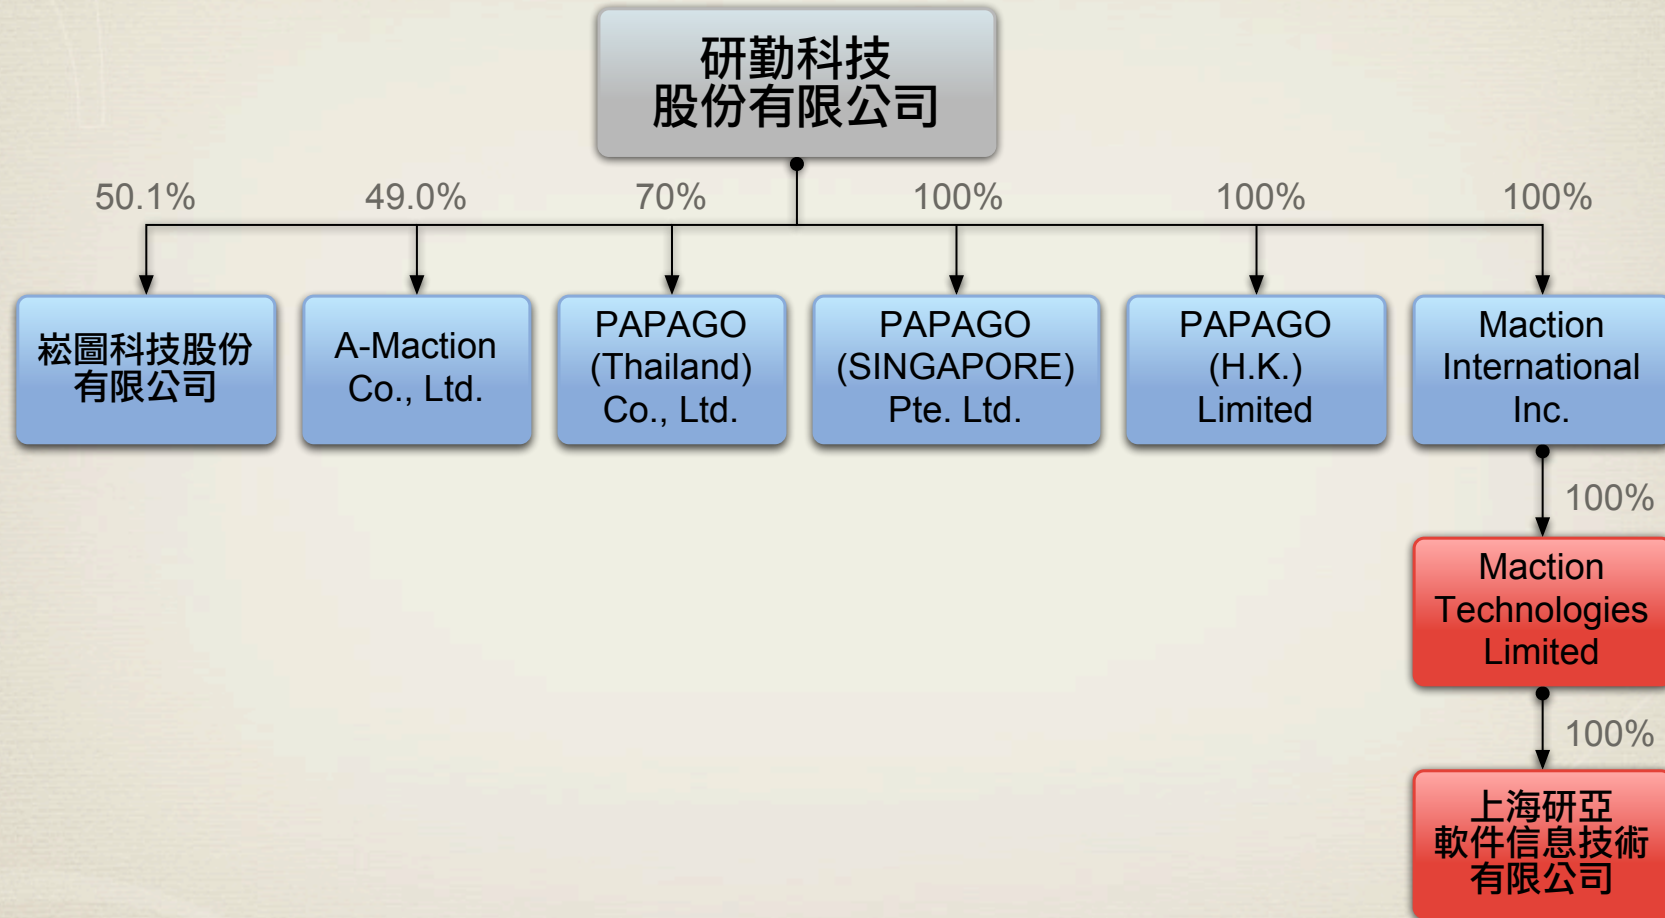 研勤科技
股份有限公司
50.1%
49.0%
70%
100%
100%
100%
崧圖科技股份
有限公司
A-Maction
Co., Ltd.
PAPAGO
(Thailand)
Co., Ltd.
PAPAGO
(SINGAPORE)
Pte. Ltd.
PAPAGO
(H.K.)
Limited
Maction
International
Inc.
100%
Maction
Technologies
Limited
100%
上海研亞
軟件信息技術
有限公司